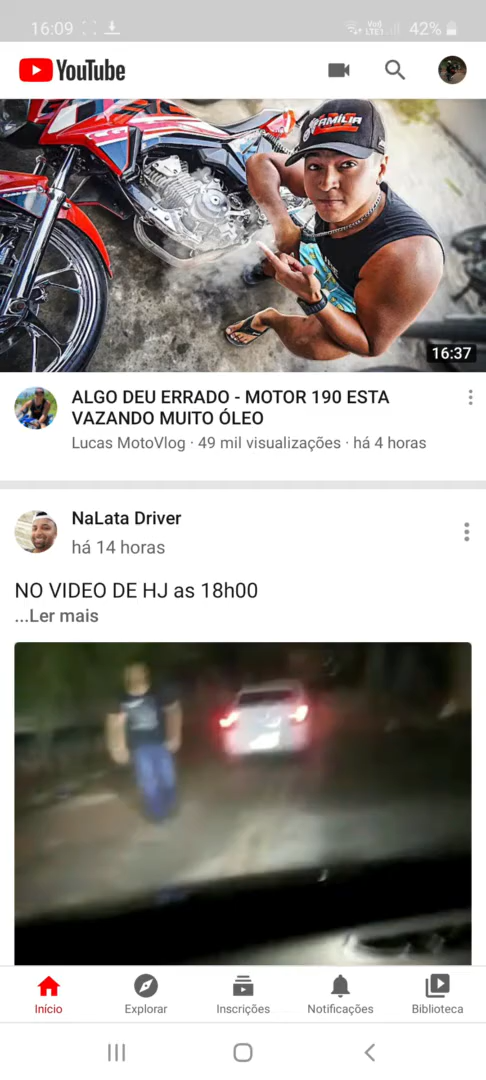 16:09
VoLTE1
42%
YouTube
FAMÍLIA
16:37
ALGO DEU ERRADO - MOTOR 190 ESTA
VAZANDO MUITO ÓLEO
Lucas MotoVlog · 49 mil visualizações · há 4 horas
NaLata Driver
há 14 horas
NO VIDEO DE HJ as 18h00
...Ler mais
Início
Explorar
Inscrições
Notificações
Biblioteca